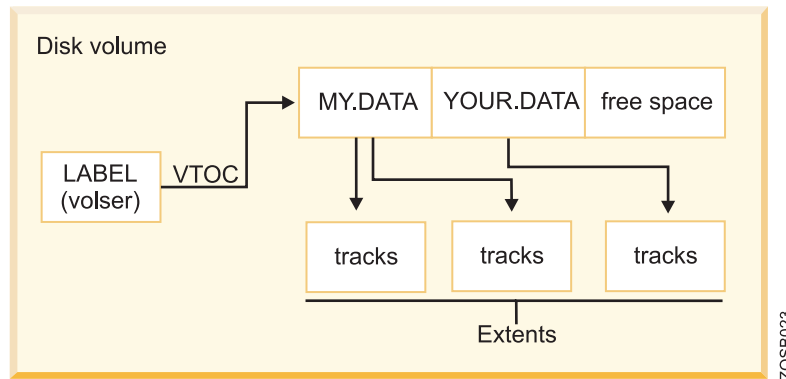 Disk volume
MY.DATA
YOUR.DATA
free space
LABEL
(volser)
VTOC
tracks
tracks
tracks
Extents
ZOSB023